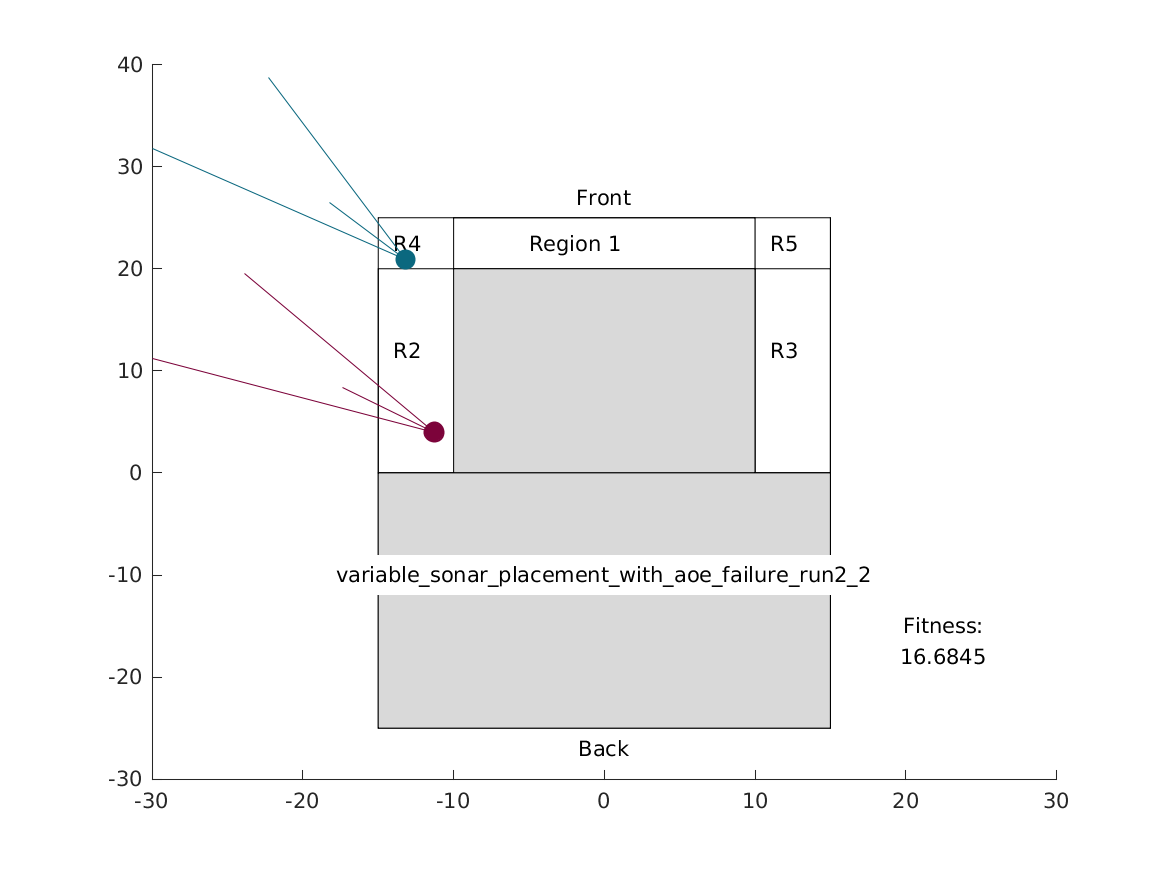 40
30
20
10
0
-10
-20
-30
Front
R4
Region 1
R5
R2
R3
variable_sonar_placement_with_aoe_failure_run2_2
Fitness:
16.6845
Back
-30
-20
-10
0
10
20
30